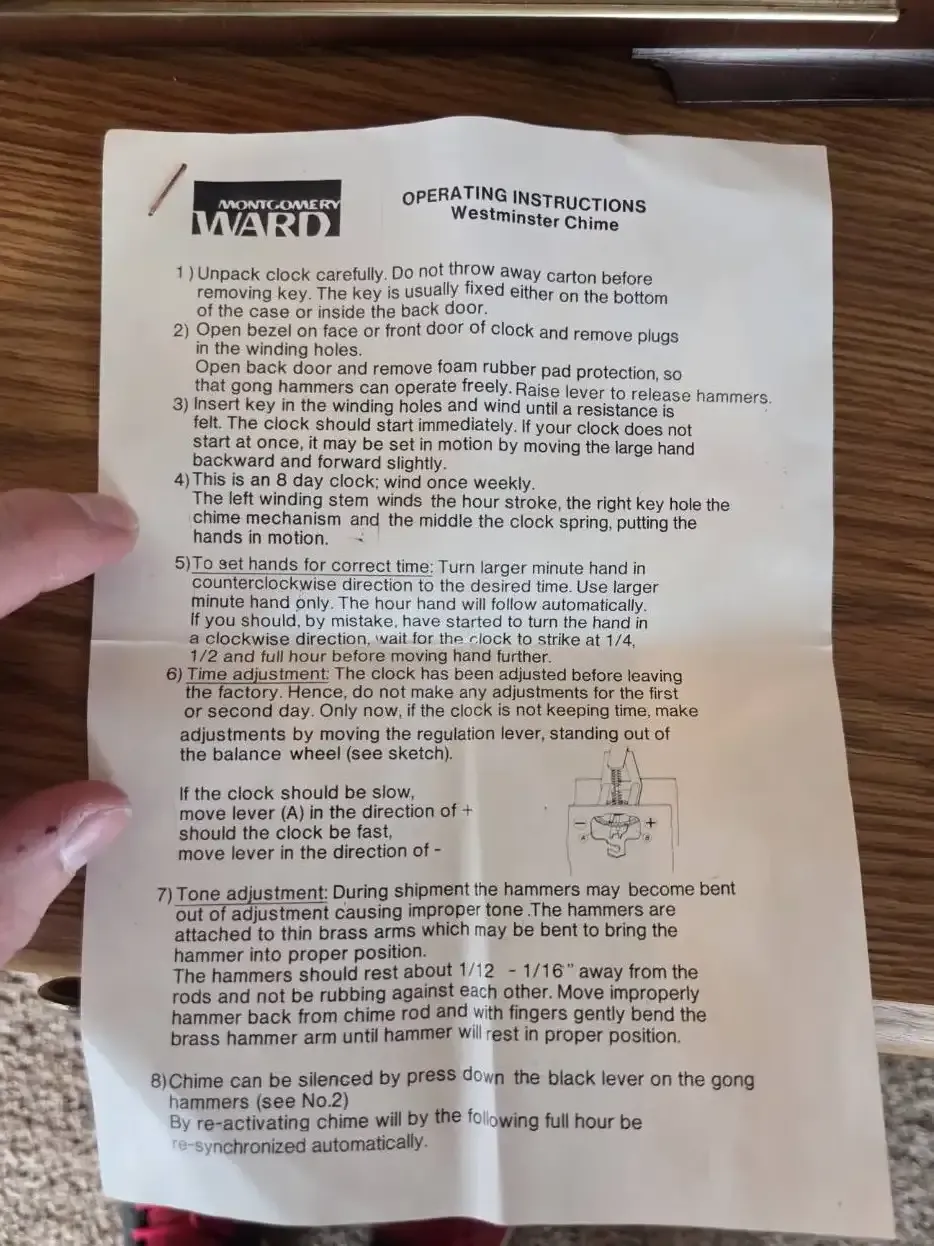 MONTGOMERY
WARD
OPERATING INSTRUCTIONS
Westminster Chime
1) Unpack clock carefully. Do not throw away carton before
removing key. The key is usually fixed either on the bottom
of the case or inside the back door.
2) Open bezel on face or front door of clock and remove plugs
in the winding holes.
Open back door and remove foam rubber pad protection, so
that gong hammers can operate freely. Raise lever to release hammers.
3) Insert key in the winding holes and wind until a resistance is
felt. The clock should start immediately. If your clock does not
start at once, it may be set in motion by moving the large hand
backward and forward slightly.
4) This is an 8 day clock; wind once weekly.
The left winding stem winds the hour stroke, the right key hole the
chime mechanism and the middle the clock spring, putting the
hands in motion.
5) To set hands for correct time: Turn larger minute hand in
counterclockwise direction to the desired time. Use larger
minute hand only. The hour hand will follow automatically.
If you should, by mistake, have started to turn the hand in
a clockwise direction, wait for the clock to strike at 1/4,
1/2 and full hour before moving hand further.
6) Time adjustment: The clock has been adjusted before leaving
the factory. Hence, do not make any adjustments for the first
or second day. Only now, if the clock is not keeping time, make
adjustments by moving the regulation lever, standing out of
the balance wheel (see sketch).
If the clock should be slow,
move lever (A) in the direction of +
should the clock be fast,
move lever in the direction of -
− +
A B
7) Tone adjustment: During shipment the hammers may become bent
out of adjustment causing improper tone .The hammers are
attached to thin brass arms which may be bent to bring the
hammer into proper position.
The hammers should rest about 1/12 - 1/16" away from the
rods and not be rubbing against each other. Move improperly
hammer back from chime rod and with fingers gently bend the
brass hammer arm until hammer will rest in proper position.
8) Chime can be silenced by press down the black lever on the gong
hammers (see No.2)
By re-activating chime will by the following full hour be
re-synchronized automatically.